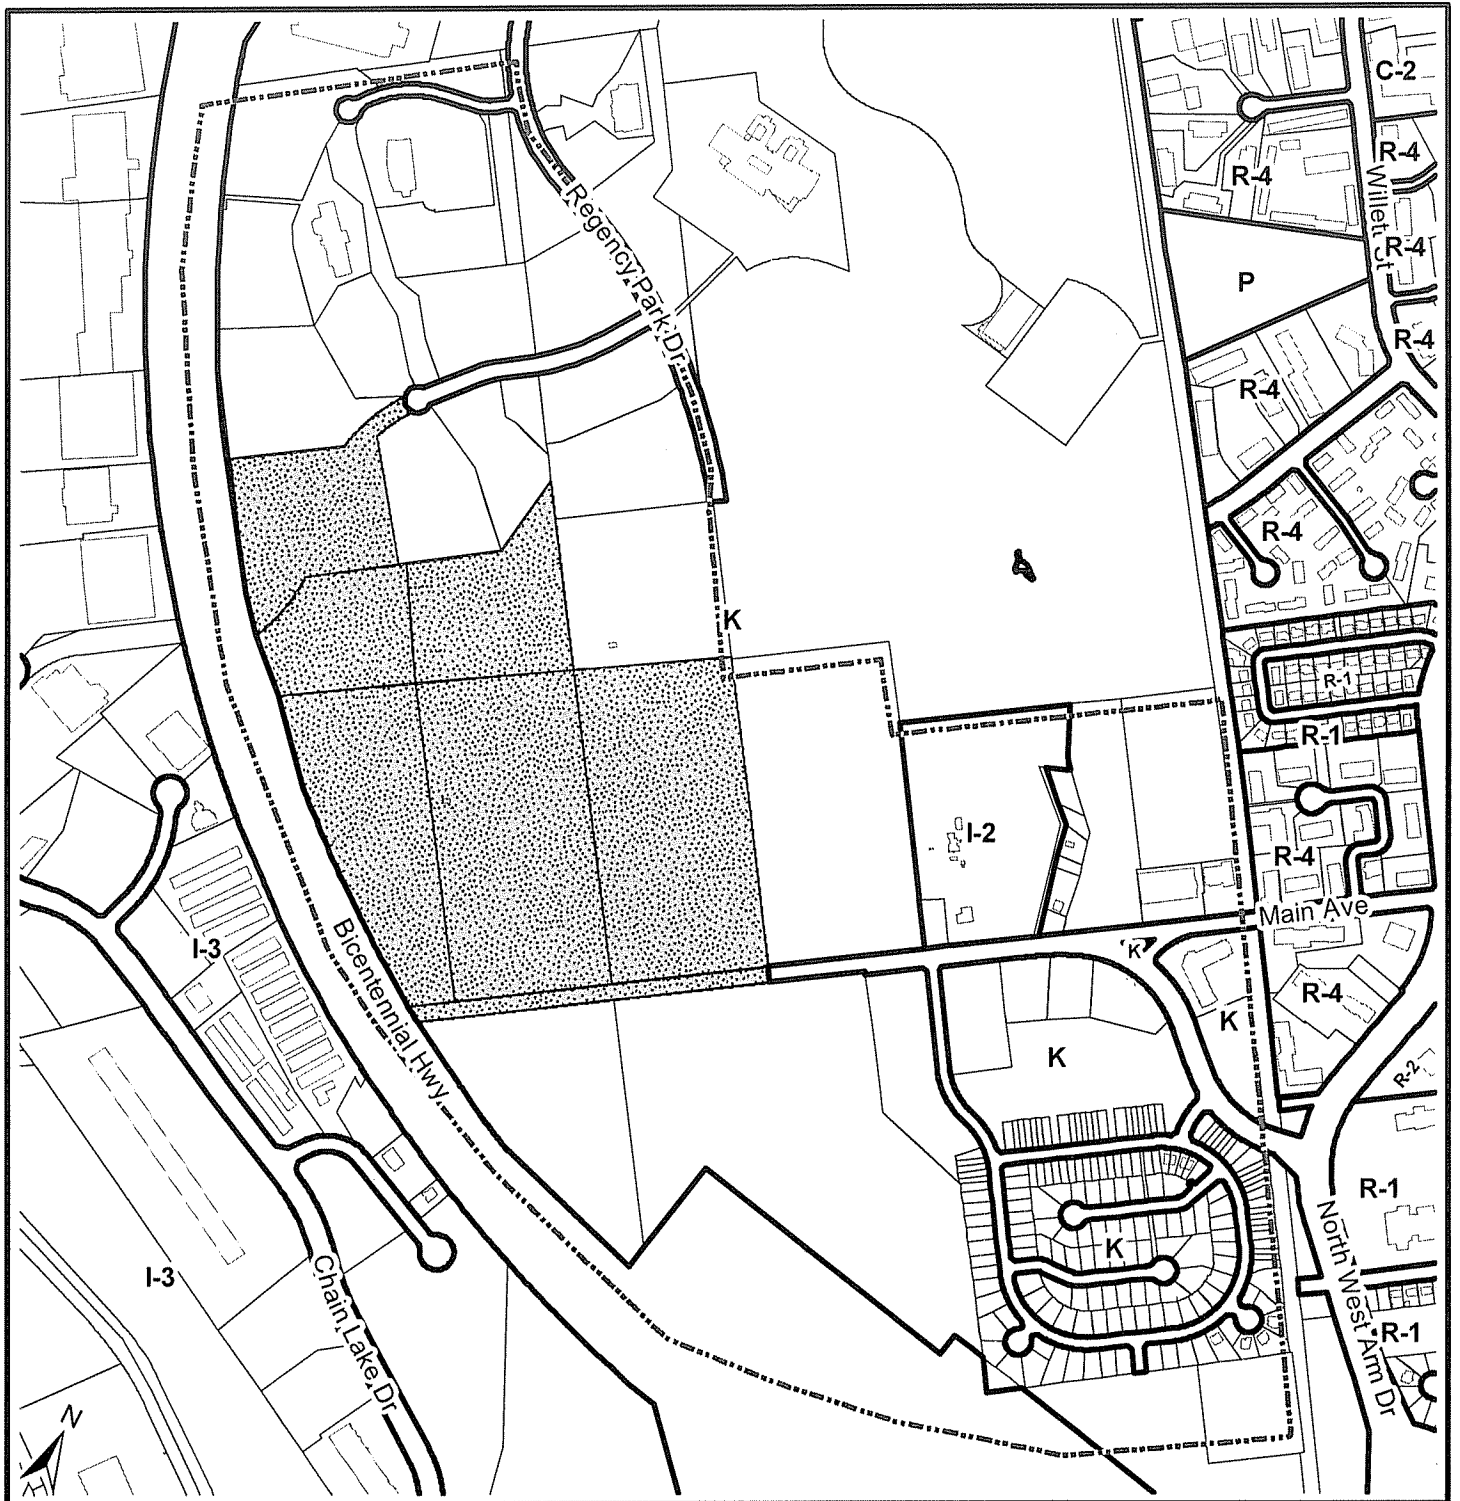 C-2
R-4
R-4
Willett St
R-4
Regency Park Dr
P
R-4
R-4
R-4
K
R-1
R-1
I-2
R-4
Main Ave
K
I-3
Bicentennial Hwy
R-4
K
K
R-2
R-1
K
I-3
Chain Lake Dr
North West Arm Dr
R-1
N